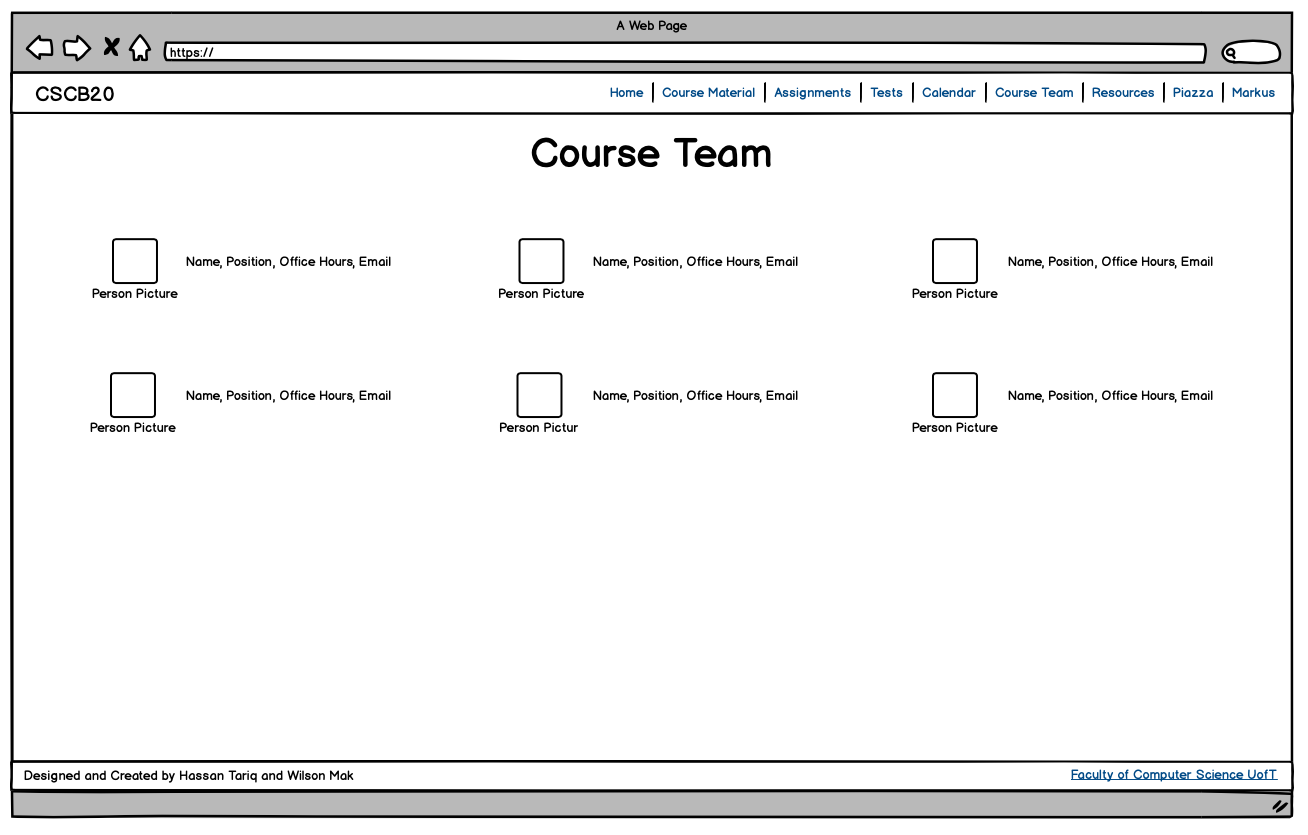 A Web Page
https://
CSCB20
Home | Course Material | Assignments | Tests | Calendar | Course Team | Resources | Piazza | Markus
Course Team
Name, Position, Office Hours, Email
Person Picture
Name, Position, Office Hours, Email
Person Picture
Name, Position, Office Hours, Email
Person Picture
Name, Position, Office Hours, Email
Person Picture
Name, Position, Office Hours, Email
Person Pictur
Name, Position, Office Hours, Email
Person Picture
Designed and Created by Hassan Tariq and Wilson Mak
Faculty of Computer Science UofT